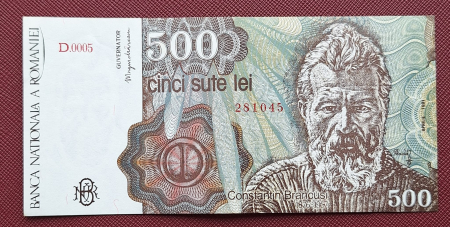 BANCA NATIONALA A ROMANIEI
D.0005
GUVERNATOR
500
cinci sute lei
281045
Constantin Brancusi
500